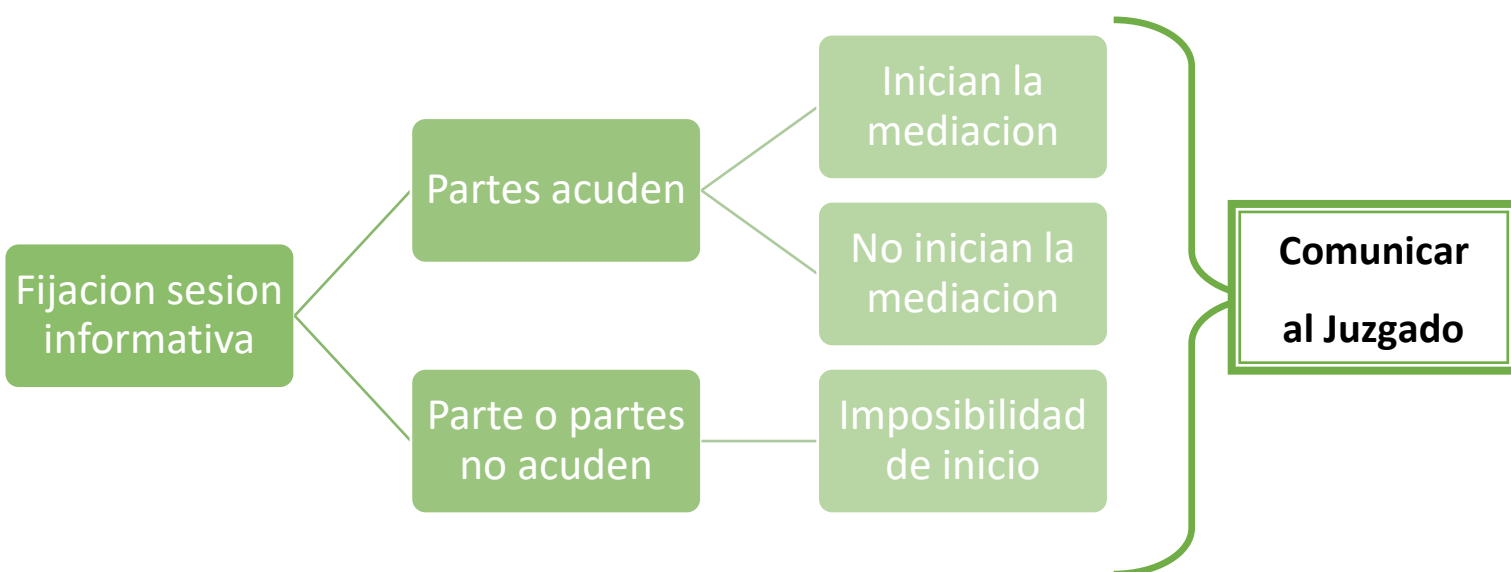 Fijacion sesion
informativa
Partes acuden
Inician la
mediacion
No inician la
mediacion
Parte o partes
no acuden
Imposibilidad
de inicio
Comunicar
al Juzgado